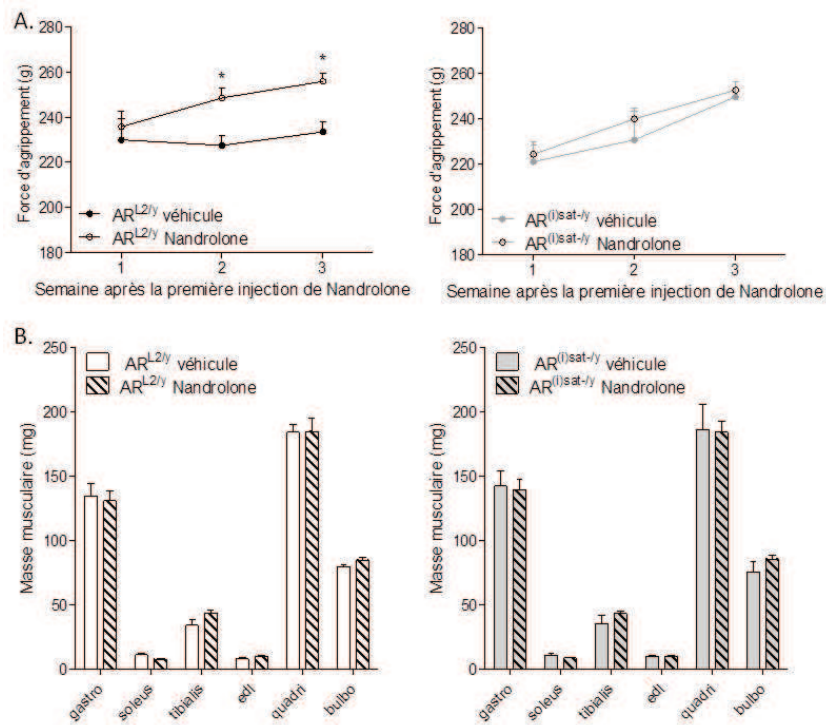 A.
Force d'agrippement (g)
280
260
240
220
200
180
* *
AR^L2/y véhicule
AR^L2/y Nandrolone
1 2 3
Semaine après la première injection de Nandrolone
Force d'agrippement (g)
280
260
240
220
200
180
AR^(i)sat-/y véhicule
AR^(i)sat-/y Nandrolone
1 2 3
Semaine après la première injection de Nandrolone
B.
Masse musculaire (mg)
250
200
150
100
50
0
AR^L2/y véhicule
AR^L2/y Nandrolone
gastro soleus tibialis edl quadri bulbo
Masse musculaire (mg)
250
200
150
100
50
0
AR^(i)sat-/y véhicule
AR^(i)sat-/y Nandrolone
gastro soleus tibialis edl quadri bulbo